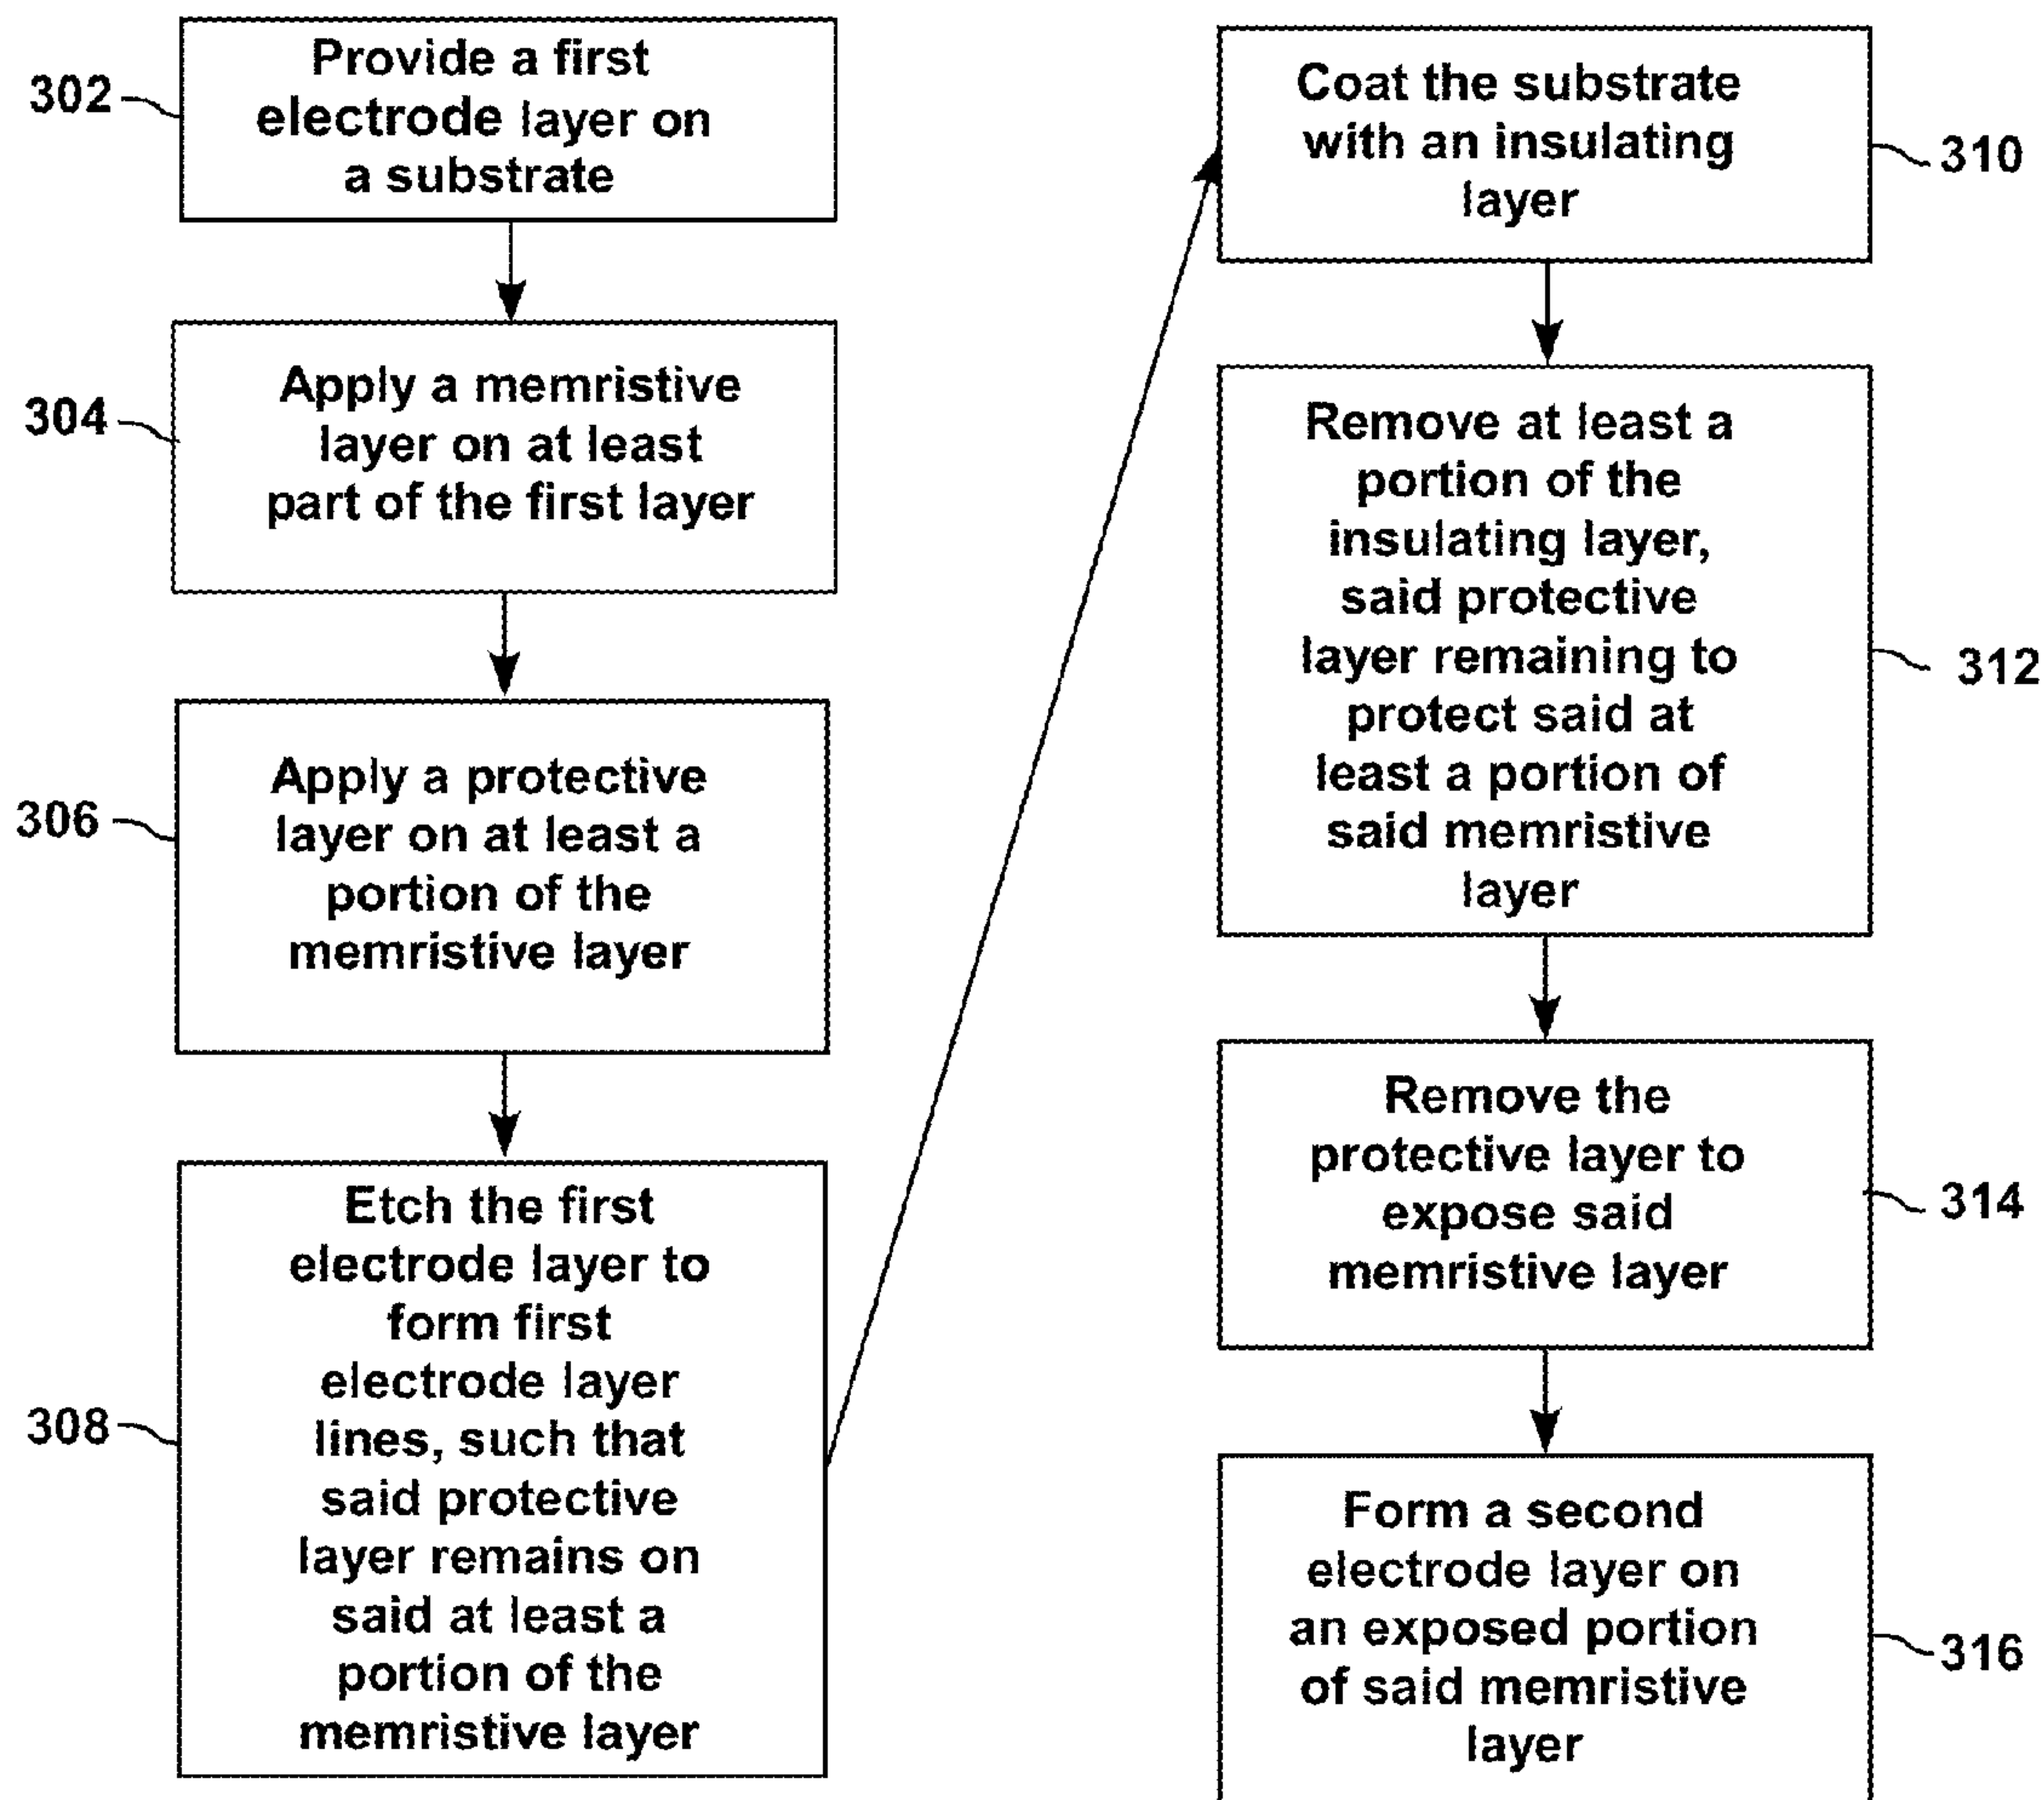 302
Provide a first
electrode layer on
a substrate
304
Apply a memristive
layer on at least
part of the first layer
306
Apply a protective
layer on at least a
portion of the
memristive layer
308
Etch the first
electrode layer to
form first
electrode layer
lines, such that
said protective
layer remains on
said at least a
portion of the
memristive layer
Coat the substrate
with an insulating
layer
310
Remove at least a
portion of the
insulating layer,
said protective
layer remaining to
protect said at
least a portion of
said memristive
layer
312
Remove the
protective layer to
expose said
memristive layer
314
Form a second
electrode layer on
an exposed portion
of said memristive
layer
316